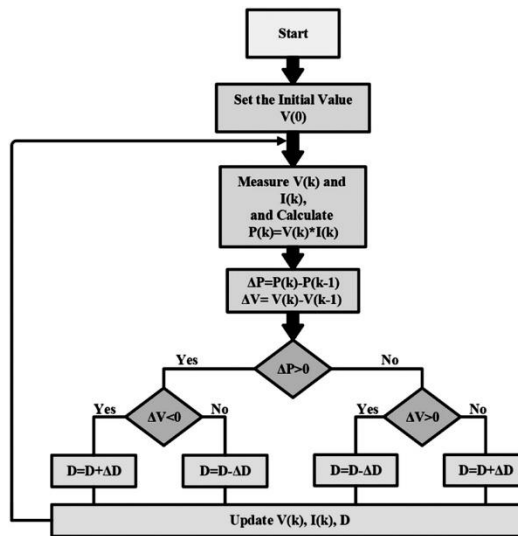 Start
Set the Initial Value
V(0)
Measure V(k) and
I(k),
and Calculate
P(k)=V(k)*I(k)
ΔP=P(k)-P(k-1)
ΔV= V(k)-V(k-1)
Yes
ΔP>0
No
Yes
ΔV<0
No
Yes
ΔV>0
No
D=D+ΔD
D=D-ΔD
D=D-ΔD
D=D+ΔD
Update V(k), I(k), D